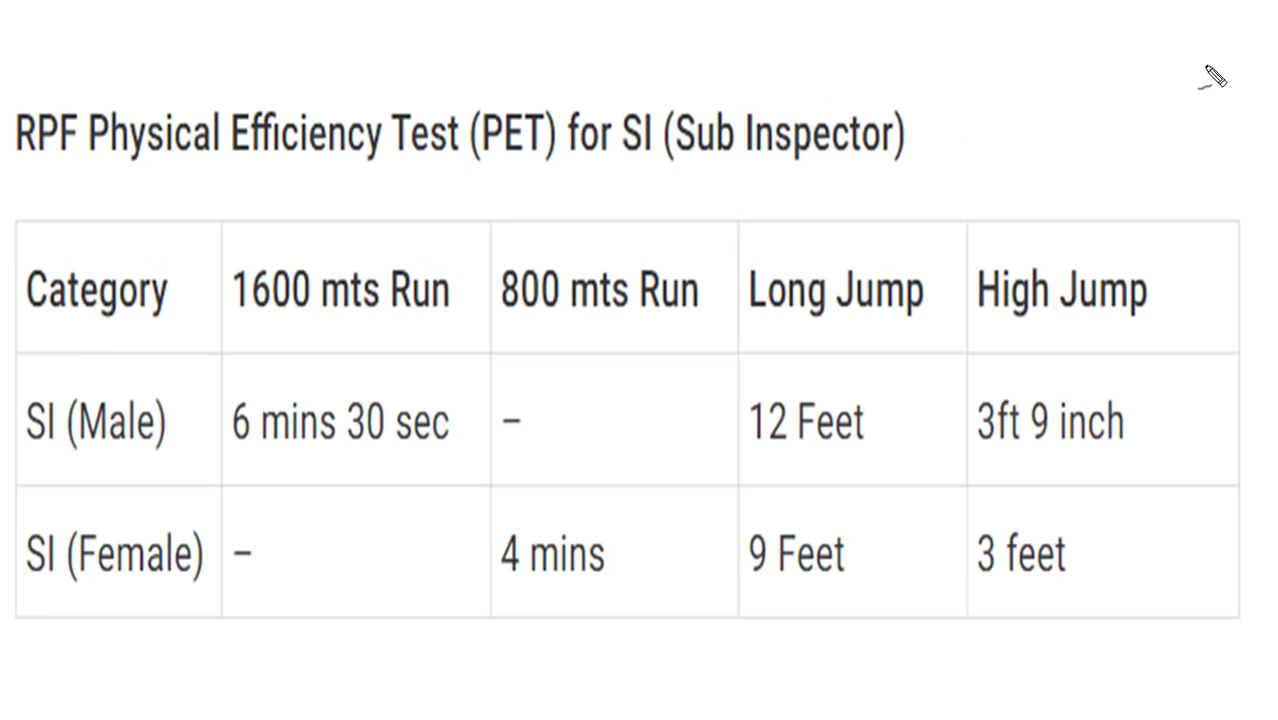 RPF Physical Efficiency Test (PET) for SI (Sub Inspector)
Category 1600 mts Run 800 mts Run Long Jump High Jump
SI (Male) 6 mins 30 sec – 12 Feet 3ft 9 inch
SI (Female) – 4 mins 9 Feet 3 feet